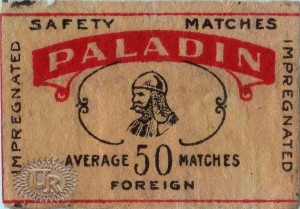 SAFETY MATCHES
PALADIN
IMPREGNATED
IMPREGNATED
AVERAGE 50 MATCHES
FOREIGN
UR